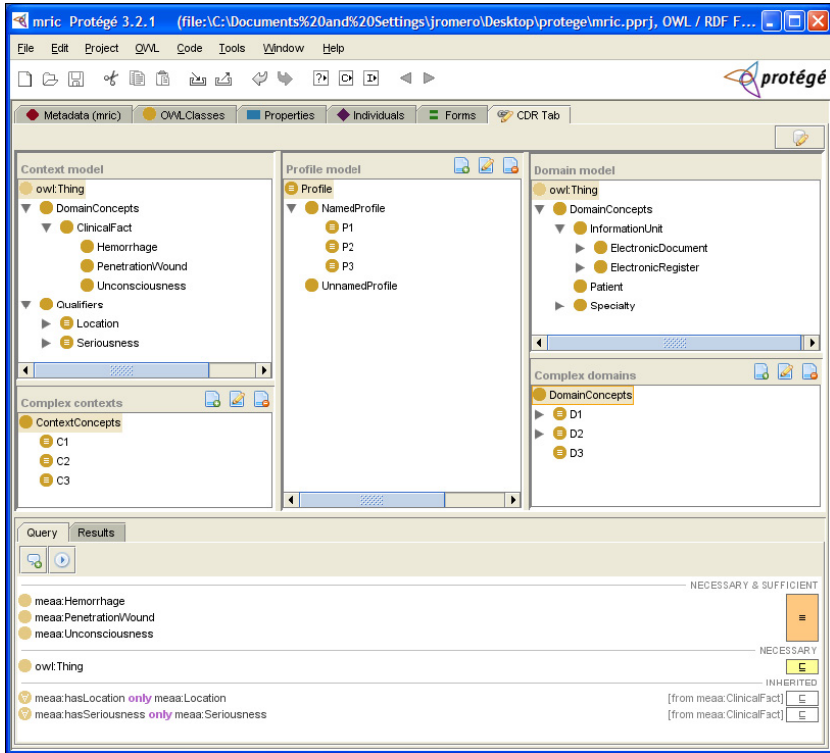 mric Protégé 3.2.1 (file:\C:\Documents%20and%20Settings\jromero\Desktop\protege\mric.pprj, OWL / RDF F...
File Edit Project OWL Code Tools Window Help
protégé
Metadata (mric) OWLClasses Properties Individuals Forms CDR Tab
Context model
owl:Thing
DomainConcepts
ClinicalFact
Hemorrhage
PenetrationWound
Unconsciousness
Qualifiers
Location
Seriousness
Complex contexts
ContextConcepts
C1
C2
C3
Profile model
Profile
NamedProfile
P1
P2
P3
UnnamedProfile
Domain model
owl:Thing
DomainConcepts
InformationUnit
ElectronicDocument
ElectronicRegister
Patient
Specialty
Complex domains
DomainConcepts
D1
D2
D3
Query Results
NECESSARY & SUFFICIENT
meaa:Hemorrhage
meaa:PenetrationWound
meaa:Unconsciousness
≡
NECESSARY
owl:Thing ⊑
INHERITED
meaa:hasLocation only meaa:Location [from meaa:ClinicalFact] ⊑
meaa:hasSeriousness only meaa:Seriousness [from meaa:ClinicalFact] ⊑